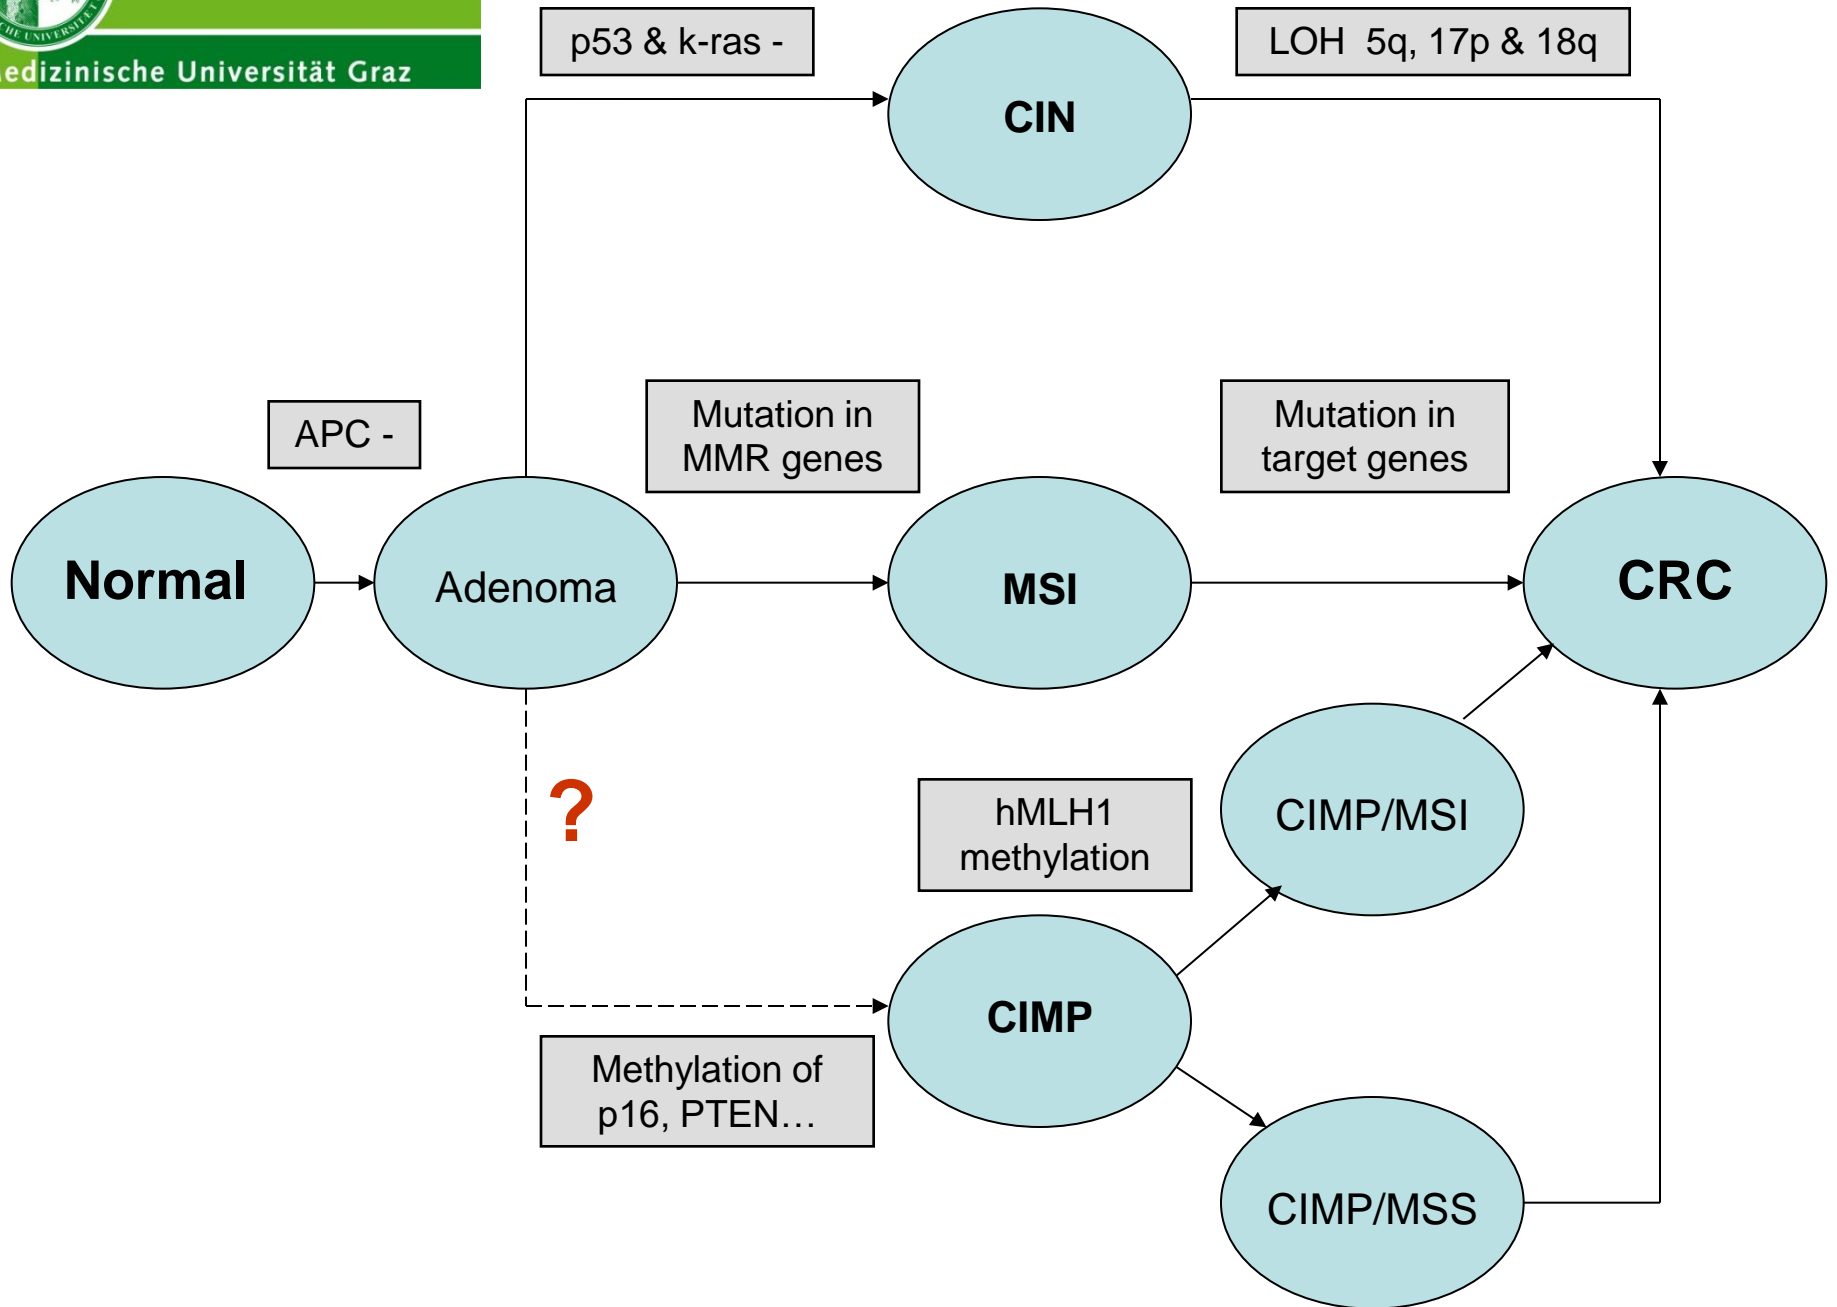 Medizinische Universität Graz
p53 & k-ras -
LOH 5q, 17p & 18q
CIN
APC -
Mutation in
MMR genes
Mutation in
target genes
Normal
Adenoma
MSI
CRC
?
hMLH1
methylation
CIMP/MSI
CIMP
Methylation of
p16, PTEN…
CIMP/MSS